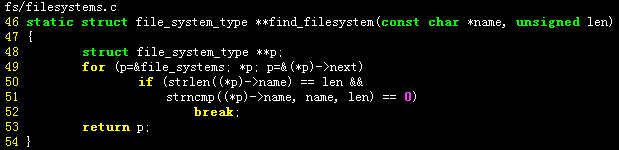 fs/filesystems.c
46 static struct file_system_type **find_filesystem(const char *name, unsigned len)
47 {
48         struct file_system_type **p;
49         for (p=&file_systems; *p; p=&(*p)->next)
50                 if (strlen((*p)->name) == len &&
51                     strncmp((*p)->name, name, len) == 0)
52                         break;
53         return p;
54 }